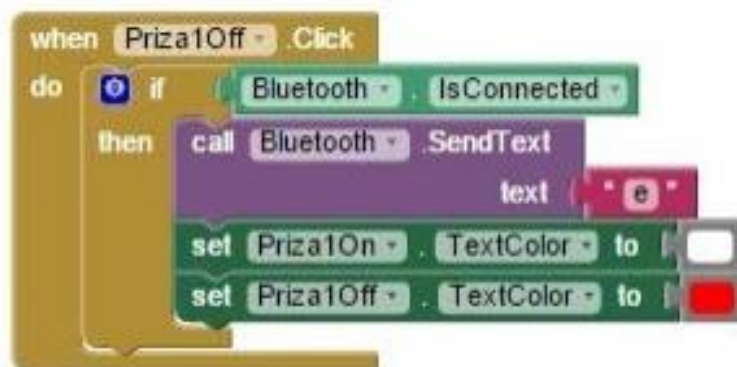 when Priza1Off .Click
do if Bluetooth . IsConnected
then call Bluetooth .SendText
text "e"
set Priza1On . TextColor to
set Priza1Off . TextColor to